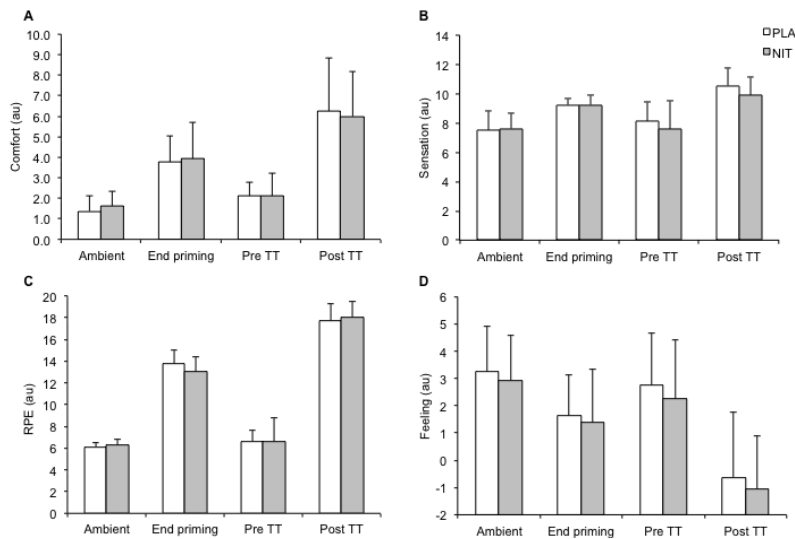 A
10.0
9.0
8.0
7.0
6.0
5.0
4.0
3.0
2.0
1.0
0.0
Comfort (au)
Ambient End priming Pre TT Post TT
B
14
12
10
8
6
4
2
0
Sensation (au)
PLA
NIT
Ambient End priming Pre TT Post TT
C
20
18
16
14
12
10
8
6
4
2
0
RPE (au)
Ambient End priming Pre TT Post TT
D
6
5
4
3
2
1
0
-1
-2
Feeling (au)
Ambient End priming Pre TT Post TT